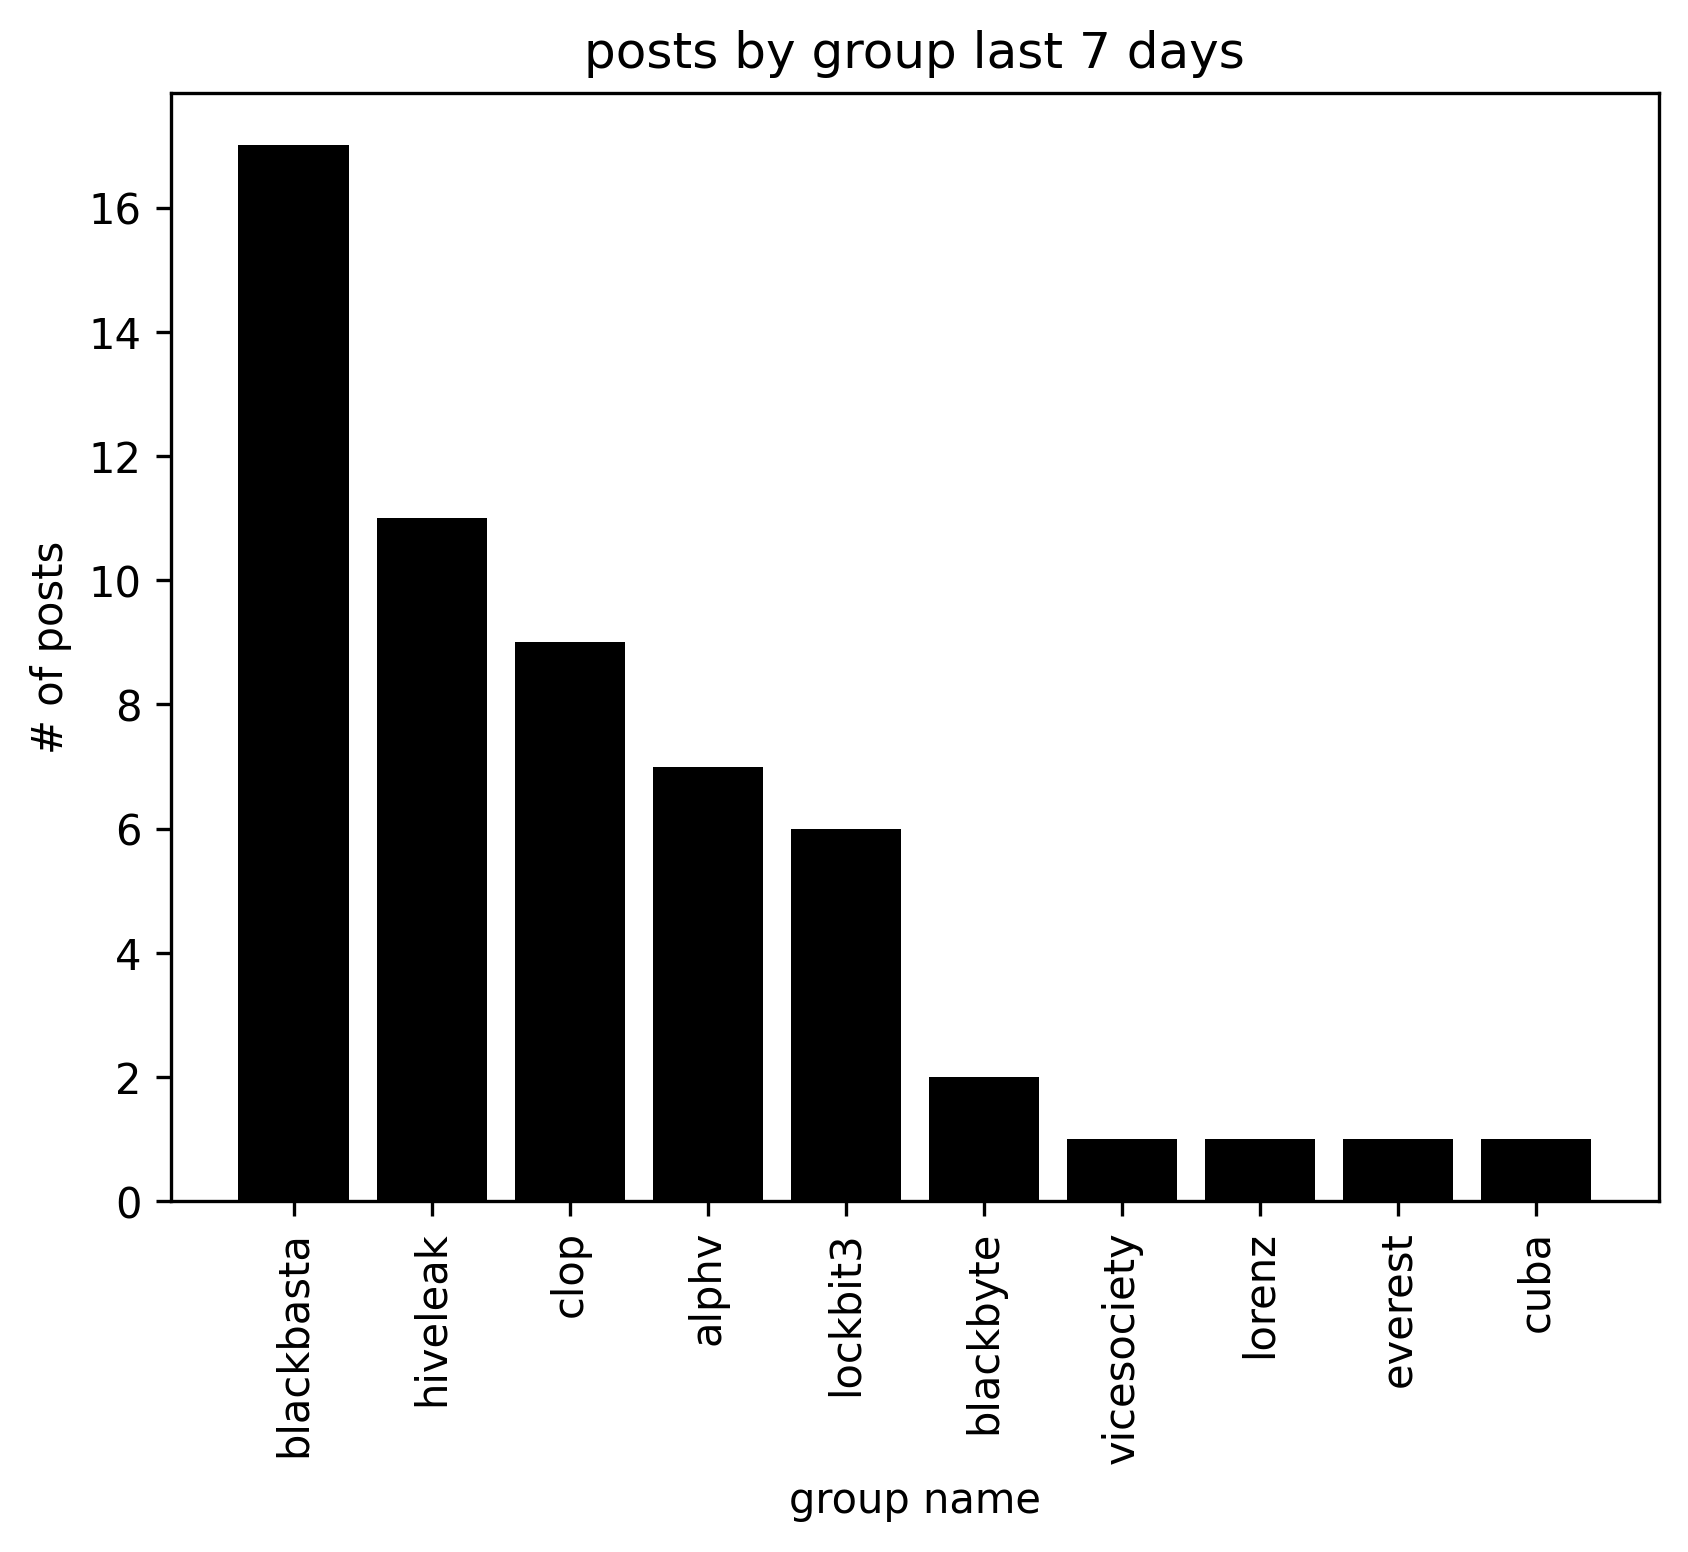 posts by group last 7 days
16
14
12
10
8
6
4
2
0
# of posts
blackbasta
hiveleak
clop
alphv
lockbit3
blackbyte
vicesociety
lorenz
everest
cuba
group name